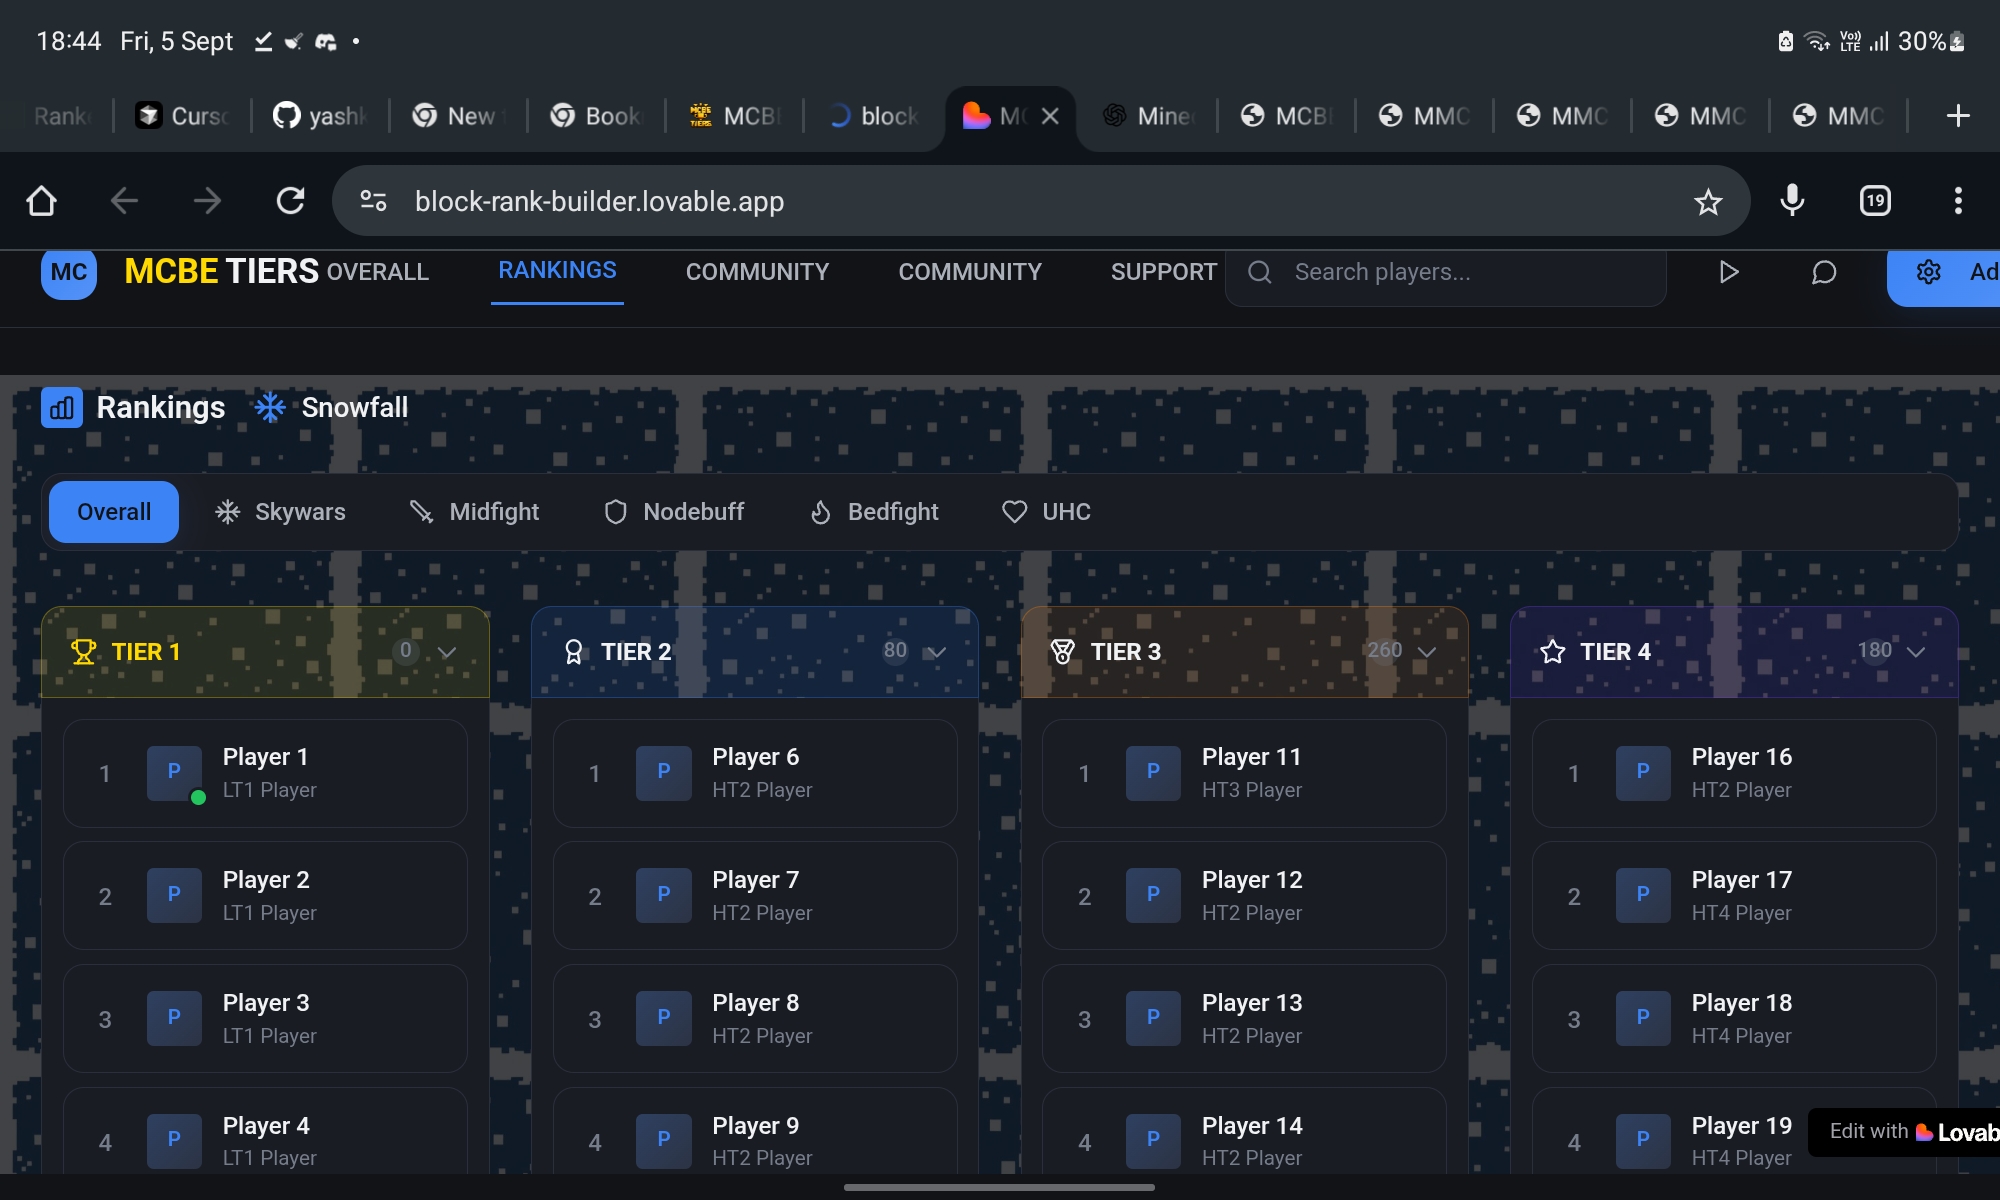 18:44 Fri, 5 Sept Vo)) LTE 30%
Rank Curs yashk New Book MCBE block MC Mine MCBE MMC MMC MMC MMC
block-rank-builder.lovable.app 19
MC MCBE TIERS OVERALL RANKINGS COMMUNITY COMMUNITY SUPPORT Search players... Ad
Rankings Snowfall
Overall Skywars Midfight Nodebuff Bedfight UHC
TIER 1 0 TIER 2 80 TIER 3 260 TIER 4 180
1 P Player 1 1 P Player 6 1 P Player 11 1 P Player 16
LT1 Player HT2 Player HT3 Player HT2 Player
2 P Player 2 2 P Player 7 2 P Player 12 2 P Player 17
LT1 Player HT2 Player HT2 Player HT4 Player
3 P Player 3 3 P Player 8 3 P Player 13 3 P Player 18
LT1 Player HT2 Player HT2 Player HT4 Player
4 P Player 4 4 P Player 9 4 P Player 14 4 P Player 19
LT1 Player HT2 Player HT2 Player HT4 Player
Edit with Lovab